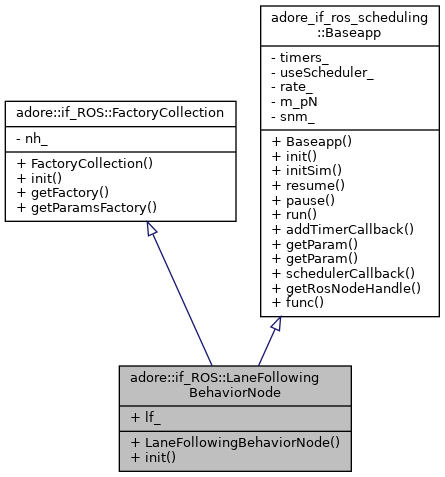 adore_if_ros_scheduling
::Baseapp
- timers_
- useScheduler_
- rate_
- m_pN
- snm_
+ Baseapp()
+ init()
+ initSim()
+ resume()
+ pause()
+ run()
+ addTimerCallback()
+ getParam()
+ getParam()
+ schedulerCallback()
+ getRosNodeHandle()
+ func()
adore::if_ROS::FactoryCollection
- nh_
+ FactoryCollection()
+ init()
+ getFactory()
+ getParamsFactory()
adore::if_ROS::LaneFollowing
BehaviorNode
+ lf_
+ LaneFollowingBehaviorNode()
+ init()